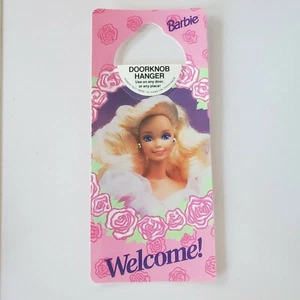 Barbie
DOORKNOB
HANGER
Use on any door,
or any place!
Welcome!